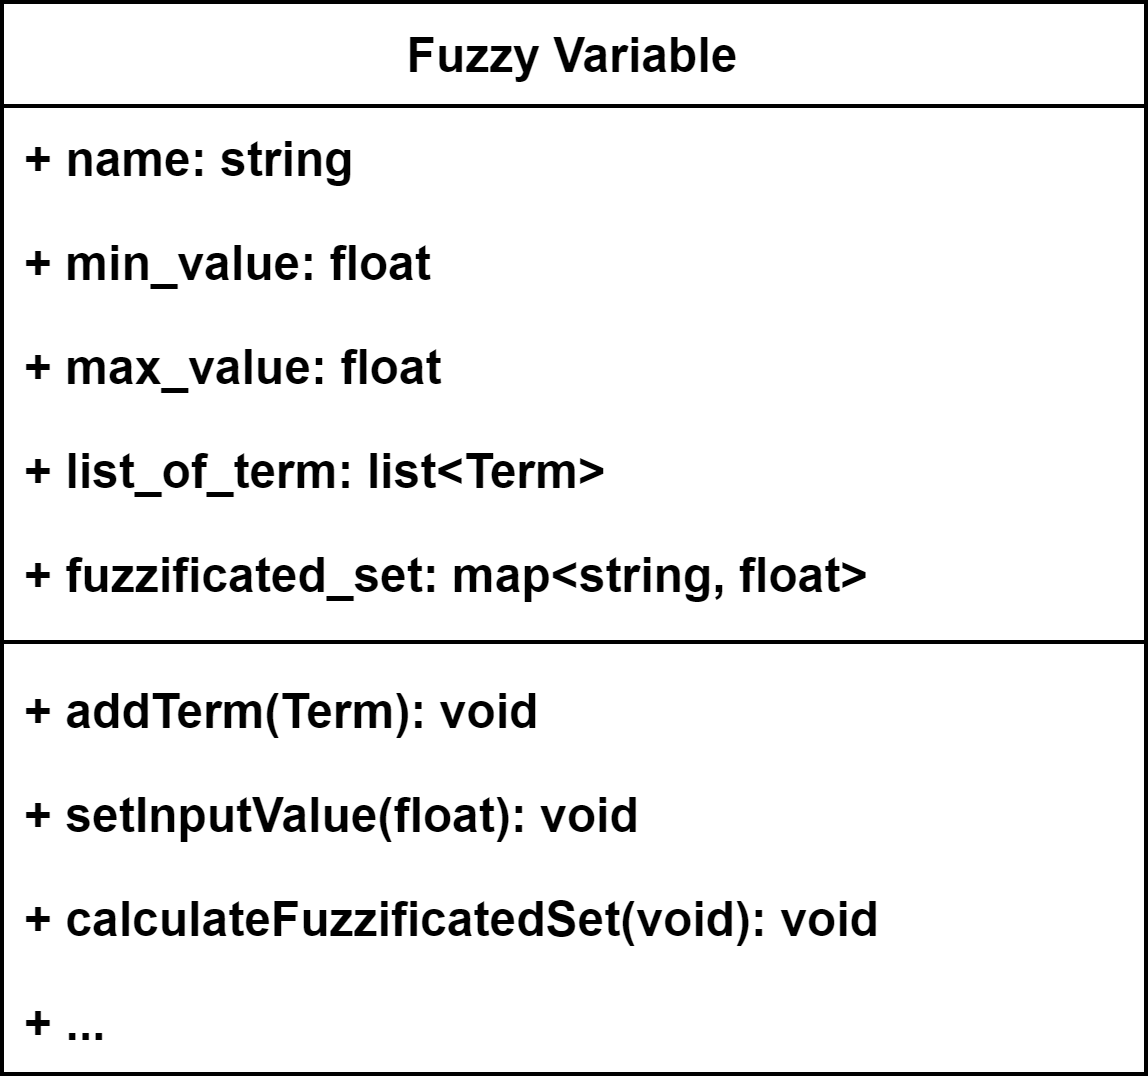 Fuzzy Variable
+ name: string
+ min_value: float
+ max_value: float
+ list_of_term: list<Term>
+ fuzzificated_set: map<string, float>
+ addTerm(Term): void
+ setInputValue(float): void
+ calculateFuzzificatedSet(void): void
+ ...